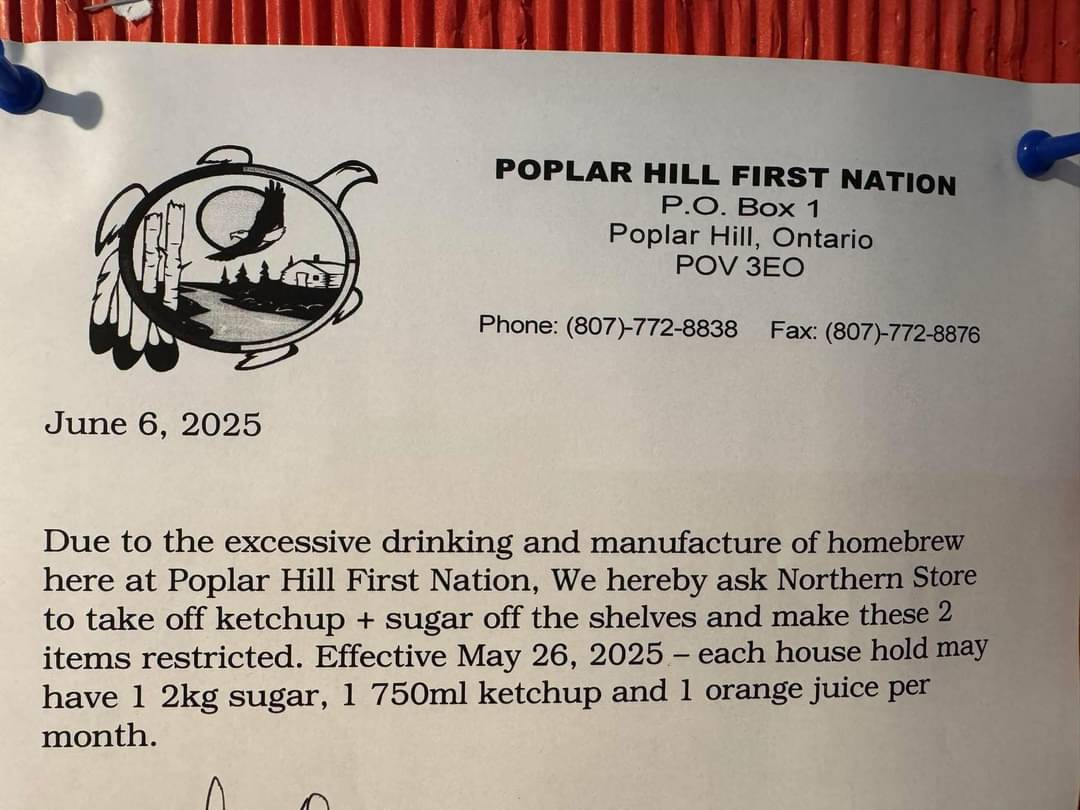 POPLAR HILL FIRST NATION
P.O. Box 1
Poplar Hill, Ontario
POV 3EO
Phone: (807)-772-8838 Fax: (807)-772-8876
June 6, 2025
Due to the excessive drinking and manufacture of homebrew
here at Poplar Hill First Nation, We hereby ask Northern Store
to take off ketchup + sugar off the shelves and make these 2
items restricted. Effective May 26, 2025 – each house hold may
have 1 2kg sugar, 1 750ml ketchup and 1 orange juice per
month.